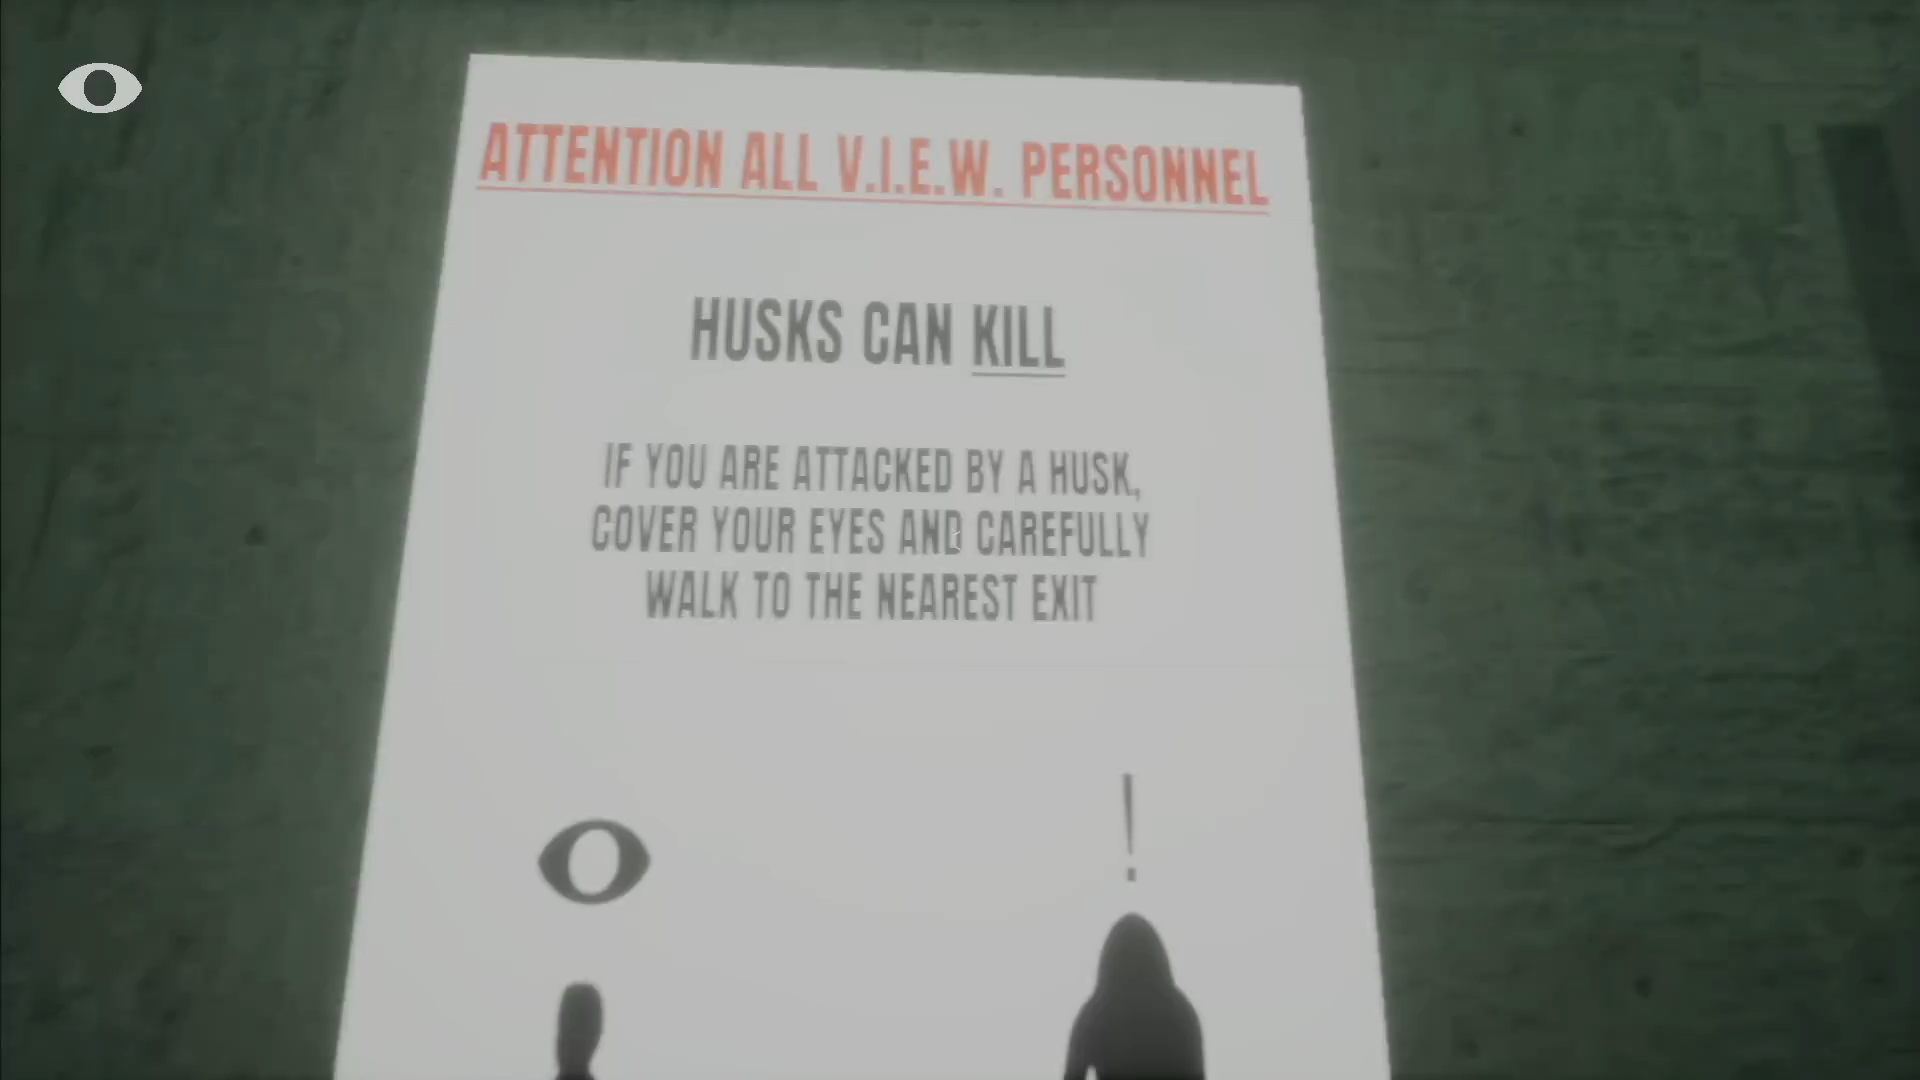 ATTENTION ALL V.I.E.W. PERSONNEL
HUSKS CAN KILL
IF YOU ARE ATTACKED BY A HUSK,
COVER YOUR EYES AND CAREFULLY
WALK TO THE NEAREST EXIT
!